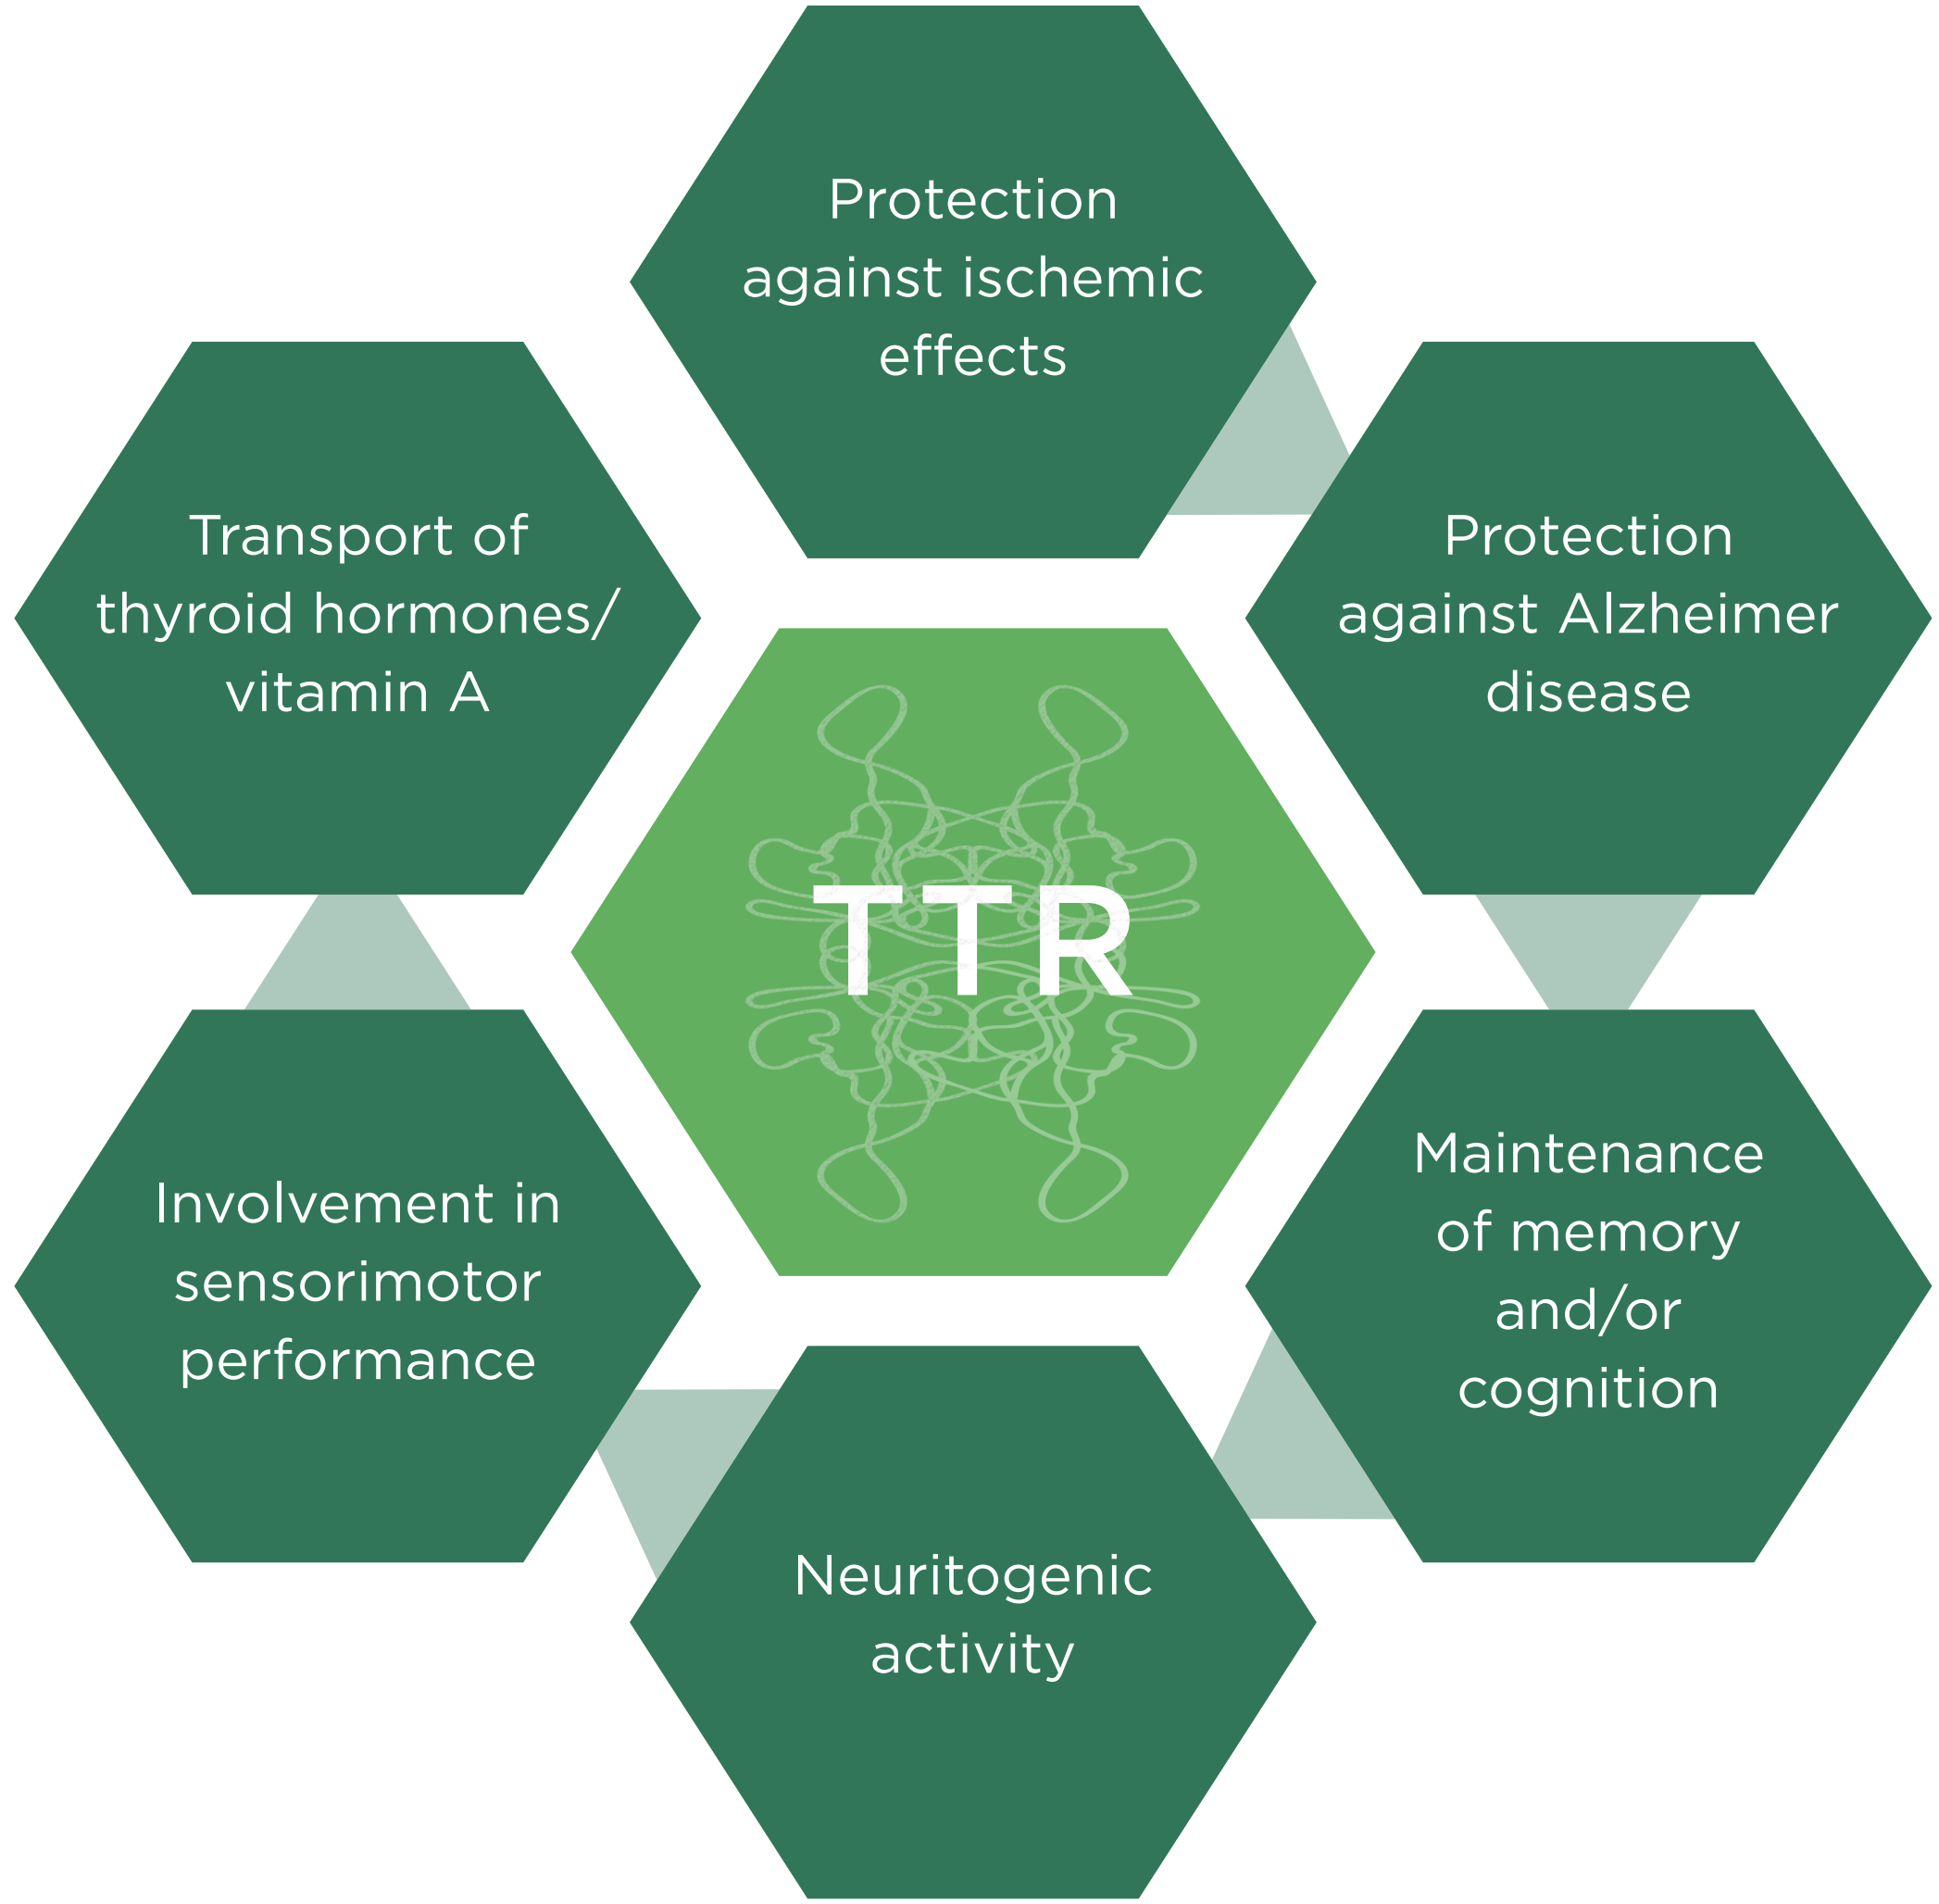 Protection
against ischemic
effects
Transport of
thyroid hormones/
vitamin A
Protection
against Alzheimer
disease
TTR
Involvement in
sensorimotor
performance
Maintenance
of memory
and/or
cognition
Neuritogenic
activity